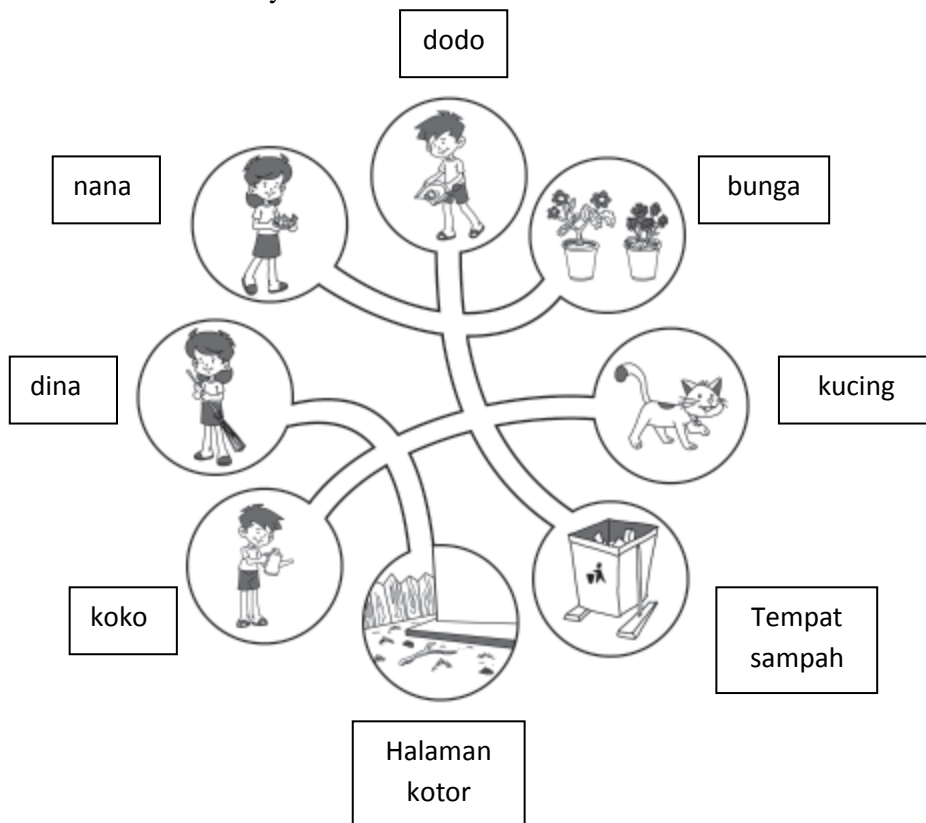 dodo
nana
bunga
dina
kucing
koko
Tempat
sampah
Halaman
kotor